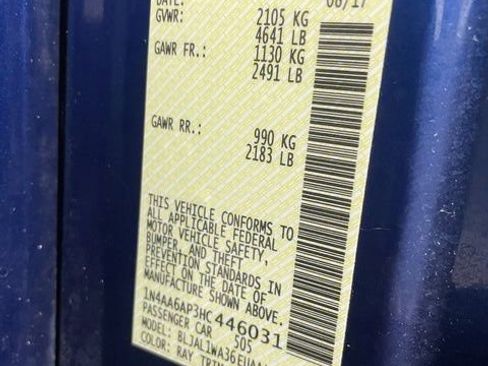 DATE: 06/17
GVWR: 2105 KG
4641 LB
GAWR FR.: 1130 KG
2491 LB
GAWR RR.: 990 KG
2183 LB
THIS VEHICLE CONFORMS TO
ALL APPLICABLE FEDERAL
MOTOR VEHICLE SAFETY,
BUMPER, AND THEFT
PREVENTION STANDARDS IN
EFFECT ON THE DATE OF
MANUFACTURE SHOWN ABOVE.
1N4AA6AP3HC446031
PASSENGER CAR 505
MODEL:
COLOR: RAY